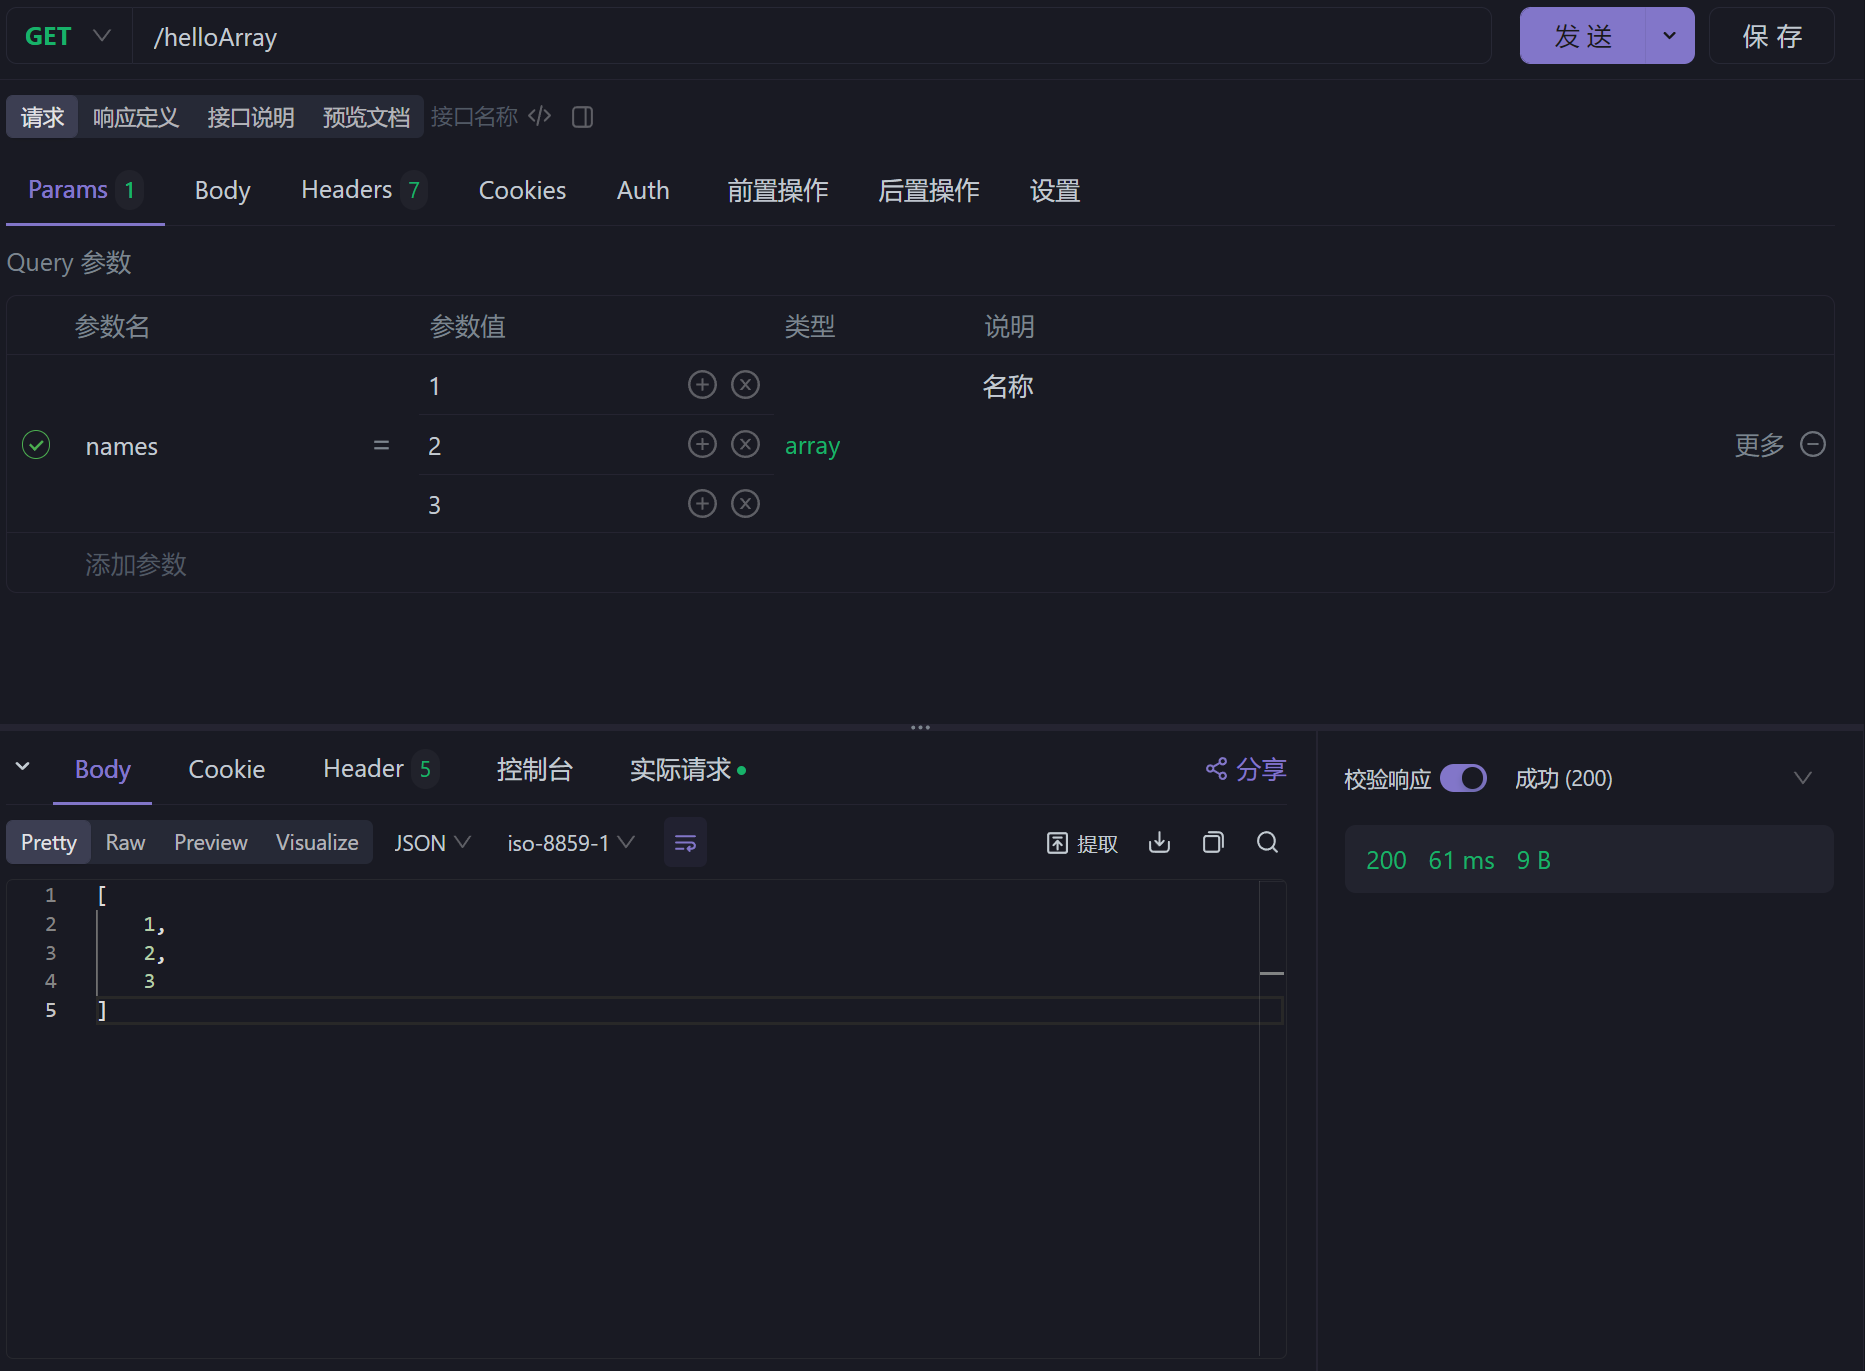 GET /helloArray 发 送 保 存
请求 响应定义 接口说明 预览文档 接口名称
Params 1 Body Headers 7 Cookies Auth 前置操作 后置操作 设置
Query 参数
参数名 参数值 类型 说明
1 名称
names = 2 array 更多
3
添加参数
Body Cookie Header 5 控制台 实际请求 分享
校验响应 成功 (200)
Pretty Raw Preview Visualize JSON iso-8859-1 提取
200 61 ms 9 B
1 [
2 1,
3 2,
4 3
5 ]